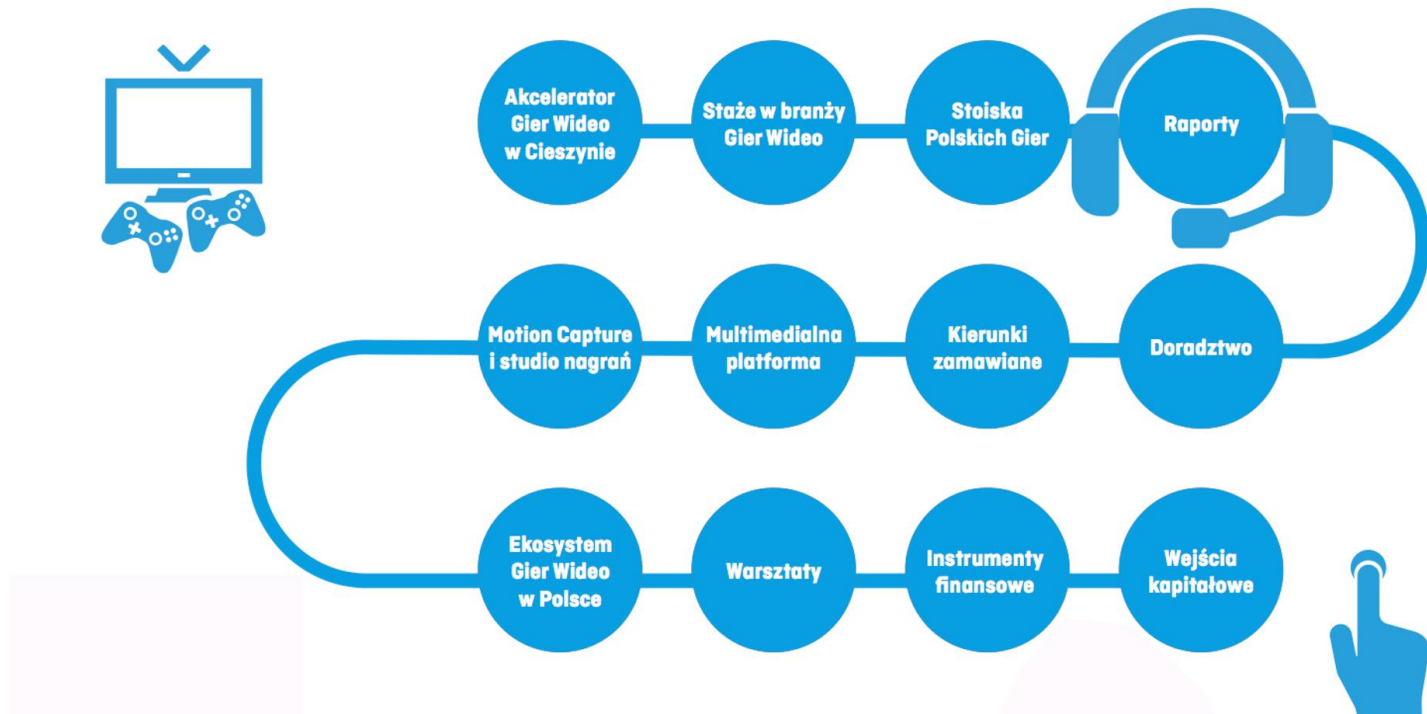 Akcelerator
Gier Wideo
w Cieszynie
Staże w branży
Gier Wideo
Stoiska
Polskich Gier
Raporty
Motion Capture
i studio nagrań
Multimedialna
platforma
Kierunki
zamawiane
Doradztwo
Ekosystem
Gier Wideo
w Polsce
Warsztaty
Instrumenty
finansowe
Wejścia
kapitałowe